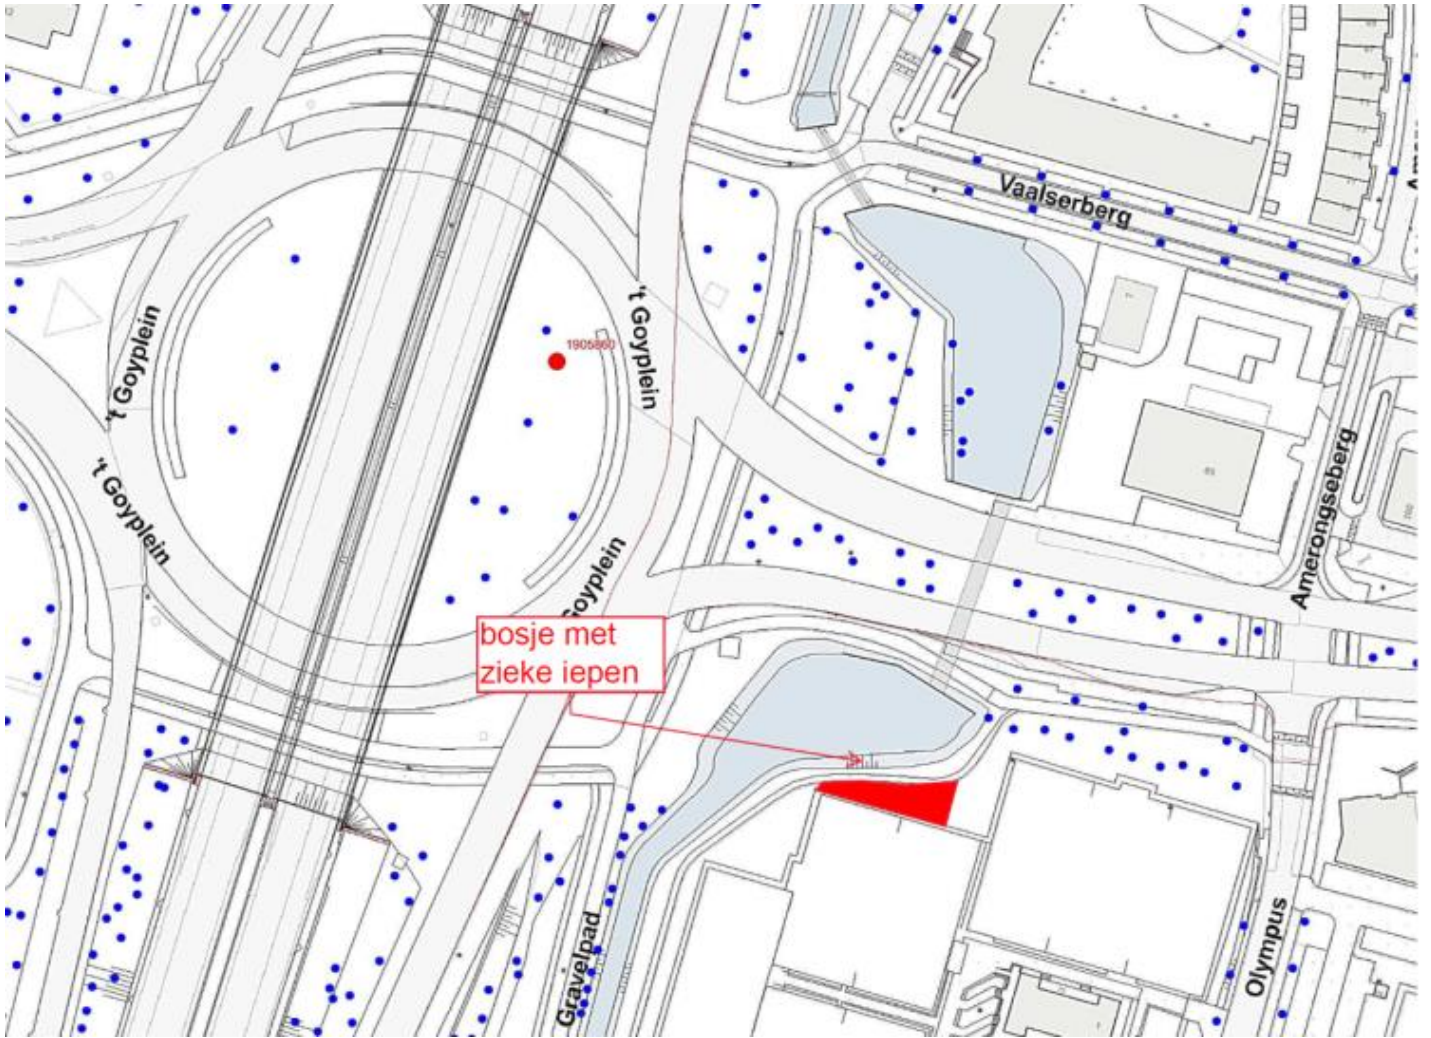 Vaalserberg
't Goyplein
't Goyplein
1905860
't Goyplein
Amerongseberg
Goyplein
bosje met
zieke iepen
Gravelpad
Olympus